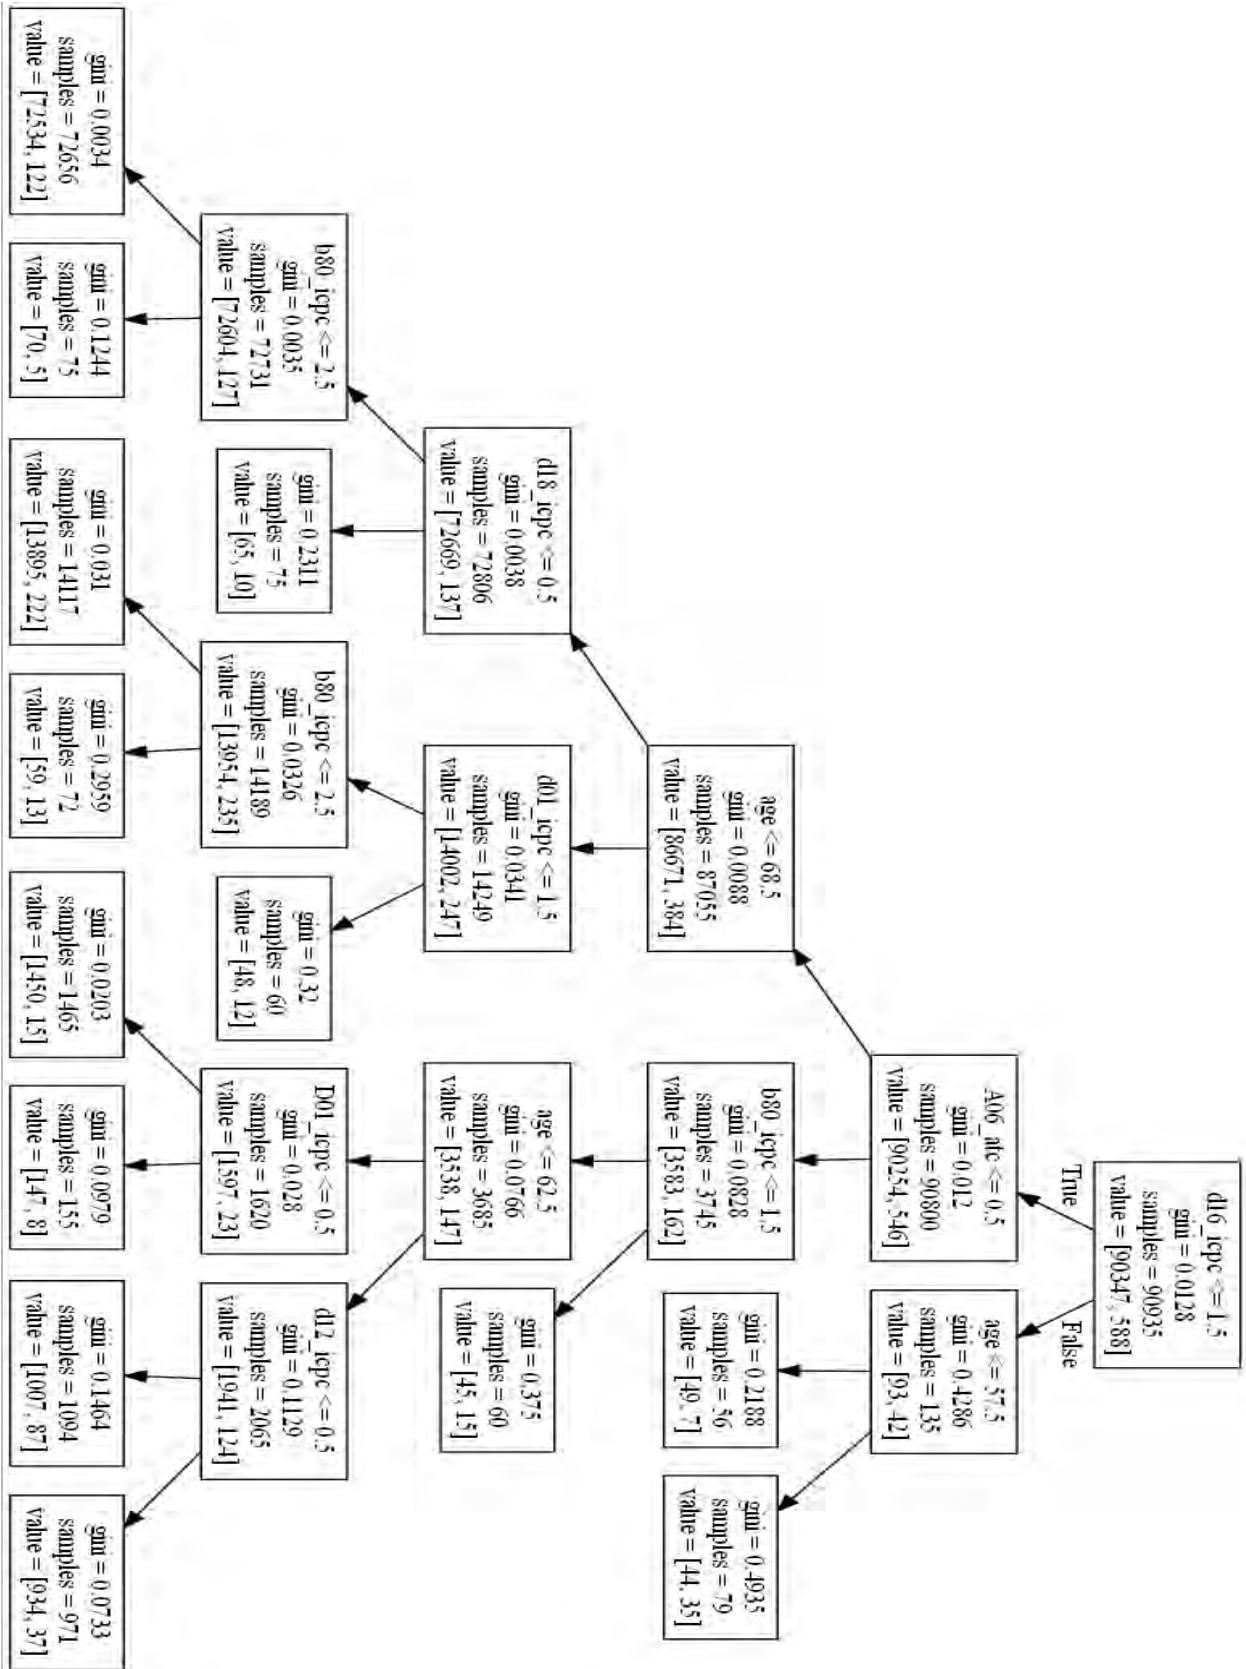 d16_icpc <= 1.5
gini = 0.0128
samples = 90935
value = [90347, 588]
True
False
A06_atc <= 0.5
gini = 0.012
samples = 90800
value = [90254, 546]
age <= 57.5
gini = 0.4286
samples = 135
value = [93, 42]
age <= 68.5
gini = 0.0088
samples = 87055
value = [86671, 384]
b80_icpc <= 1.5
gini = 0.0828
samples = 3745
value = [3583, 162]
gini = 0.2188
samples = 56
value = [49, 7]
gini = 0.4935
samples = 79
value = [44, 35]
d18_icpc <= 0.5
gini = 0.0038
samples = 72806
value = [72669, 137]
d01_icpc <= 1.5
gini = 0.0341
samples = 14249
value = [14002, 247]
age <= 62.5
gini = 0.0766
samples = 3685
value = [3538, 147]
gini = 0.375
samples = 60
value = [45, 15]
b80_icpc <= 2.5
gini = 0.0035
samples = 72731
value = [72604, 127]
gini = 0.2311
samples = 75
value = [65, 10]
b80_icpc <= 2.5
gini = 0.0326
samples = 14189
value = [13954, 235]
gini = 0.32
samples = 60
value = [48, 12]
D01_icpc <= 0.5
gini = 0.028
samples = 1620
value = [1597, 23]
d12_icpc <= 0.5
gini = 0.1129
samples = 2065
value = [1941, 124]
gini = 0.0034
samples = 72656
value = [72534, 122]
gini = 0.1244
samples = 75
value = [70, 5]
gini = 0.031
samples = 14117
value = [13895, 222]
gini = 0.2959
samples = 72
value = [59, 13]
gini = 0.0203
samples = 1465
value = [1450, 15]
gini = 0.0979
samples = 155
value = [147, 8]
gini = 0.1464
samples = 1094
value = [1007, 87]
gini = 0.0733
samples = 971
value = [934, 37]